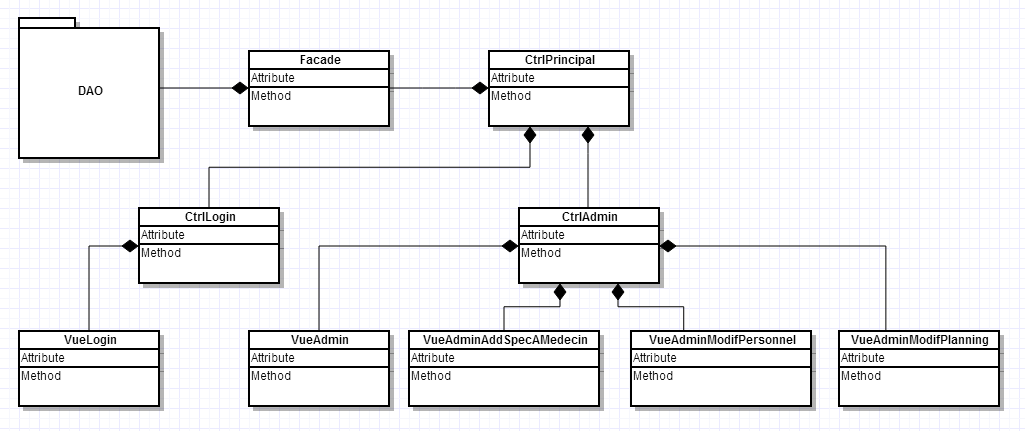 DAO
Facade
Attribute
Method
CtrlPrincipal
Attribute
Method
CtrlLogin
Attribute
Method
CtrlAdmin
Attribute
Method
VueLogin
Attribute
Method
VueAdmin
Attribute
Method
VueAdminAddSpecAMedecin
Attribute
Method
VueAdminModifPersonnel
Attribute
Method
VueAdminModifPlanning
Attribute
Method